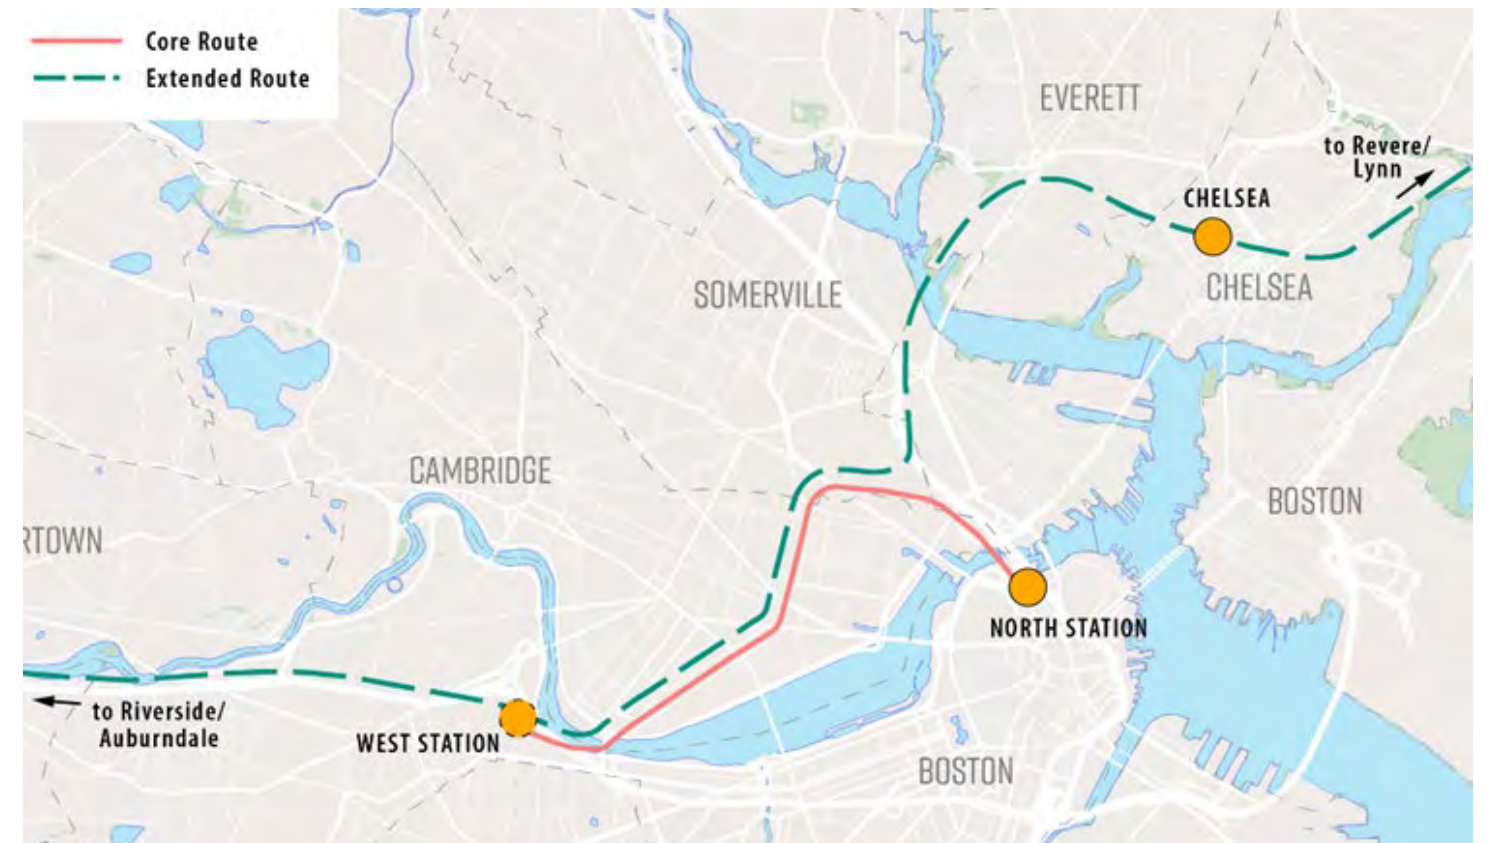 Core Route
Extended Route
EVERETT
to Revere/
Lynn
CHELSEA
CHELSEA
SOMERVILLE
CAMBRIDGE
BOSTON
RTOWN
NORTH STATION
to Riverside/
Auburndale
WEST STATION
BOSTON